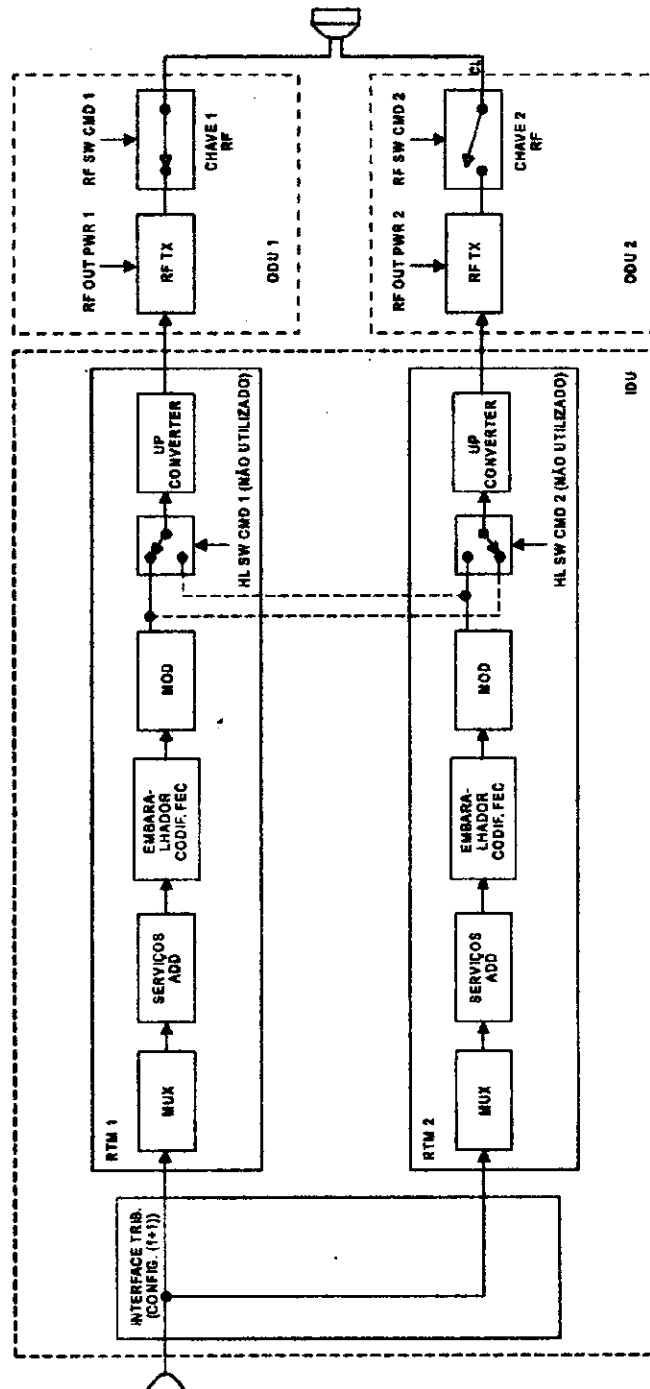 INTERFACE TRIB.
(CONFIG. (1+1))
RTM 1
MUX
SERVIÇOS
ADD
EMBARA-
LHADOR
CODIF. FEC
MOD
HL SW CMD 1 (NÃO UTILIZADO)
UP
CONVERTER
RF OUT PWR 1
RF TX
RF SW CMD 1
CHAVE 1
RF
ODU 1
RTM 2
MUX
SERVIÇOS
ADD
EMBARA-
LHADOR
CODIF. FEC
MOD
HL SW CMD 2 (NÃO UTILIZADO)
UP
CONVERTER
IDU
RF OUT PWR 2
RF TX
RF SW CMD 2
CHAVE 2
RF
CL
ODU 2